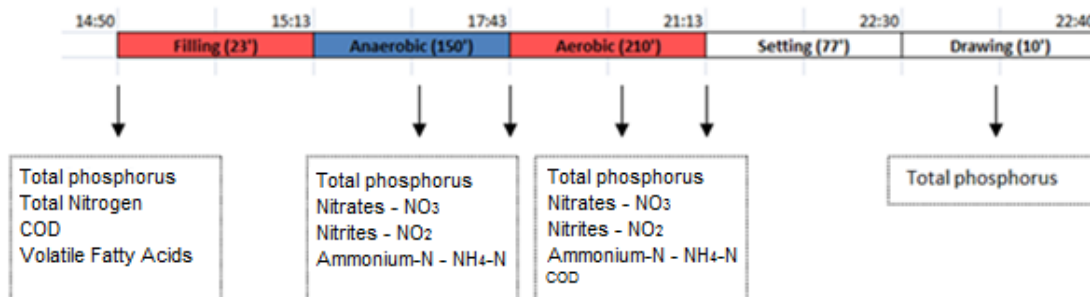 14:50 15:13 17:43 21:13 22:30 22:40
Filling (23') Anaerobic (150') Aerobic (210') Setting (77') Drawing (10')
Total phosphorus
Total Nitrogen
COD
Volatile Fatty Acids
Total phosphorus
Nitrates - NO3
Nitrites - NO2
Ammonium-N - NH4-N
Total phosphorus
Nitrates - NO3
Nitrites - NO2
Ammonium-N - NH4-N
COD
Total phosphorus